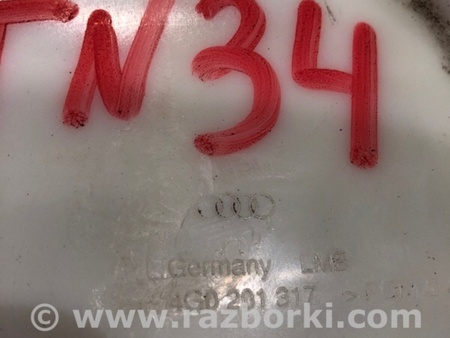 TN34
Germany LMB
4G0 201 317
© www.razborki.com